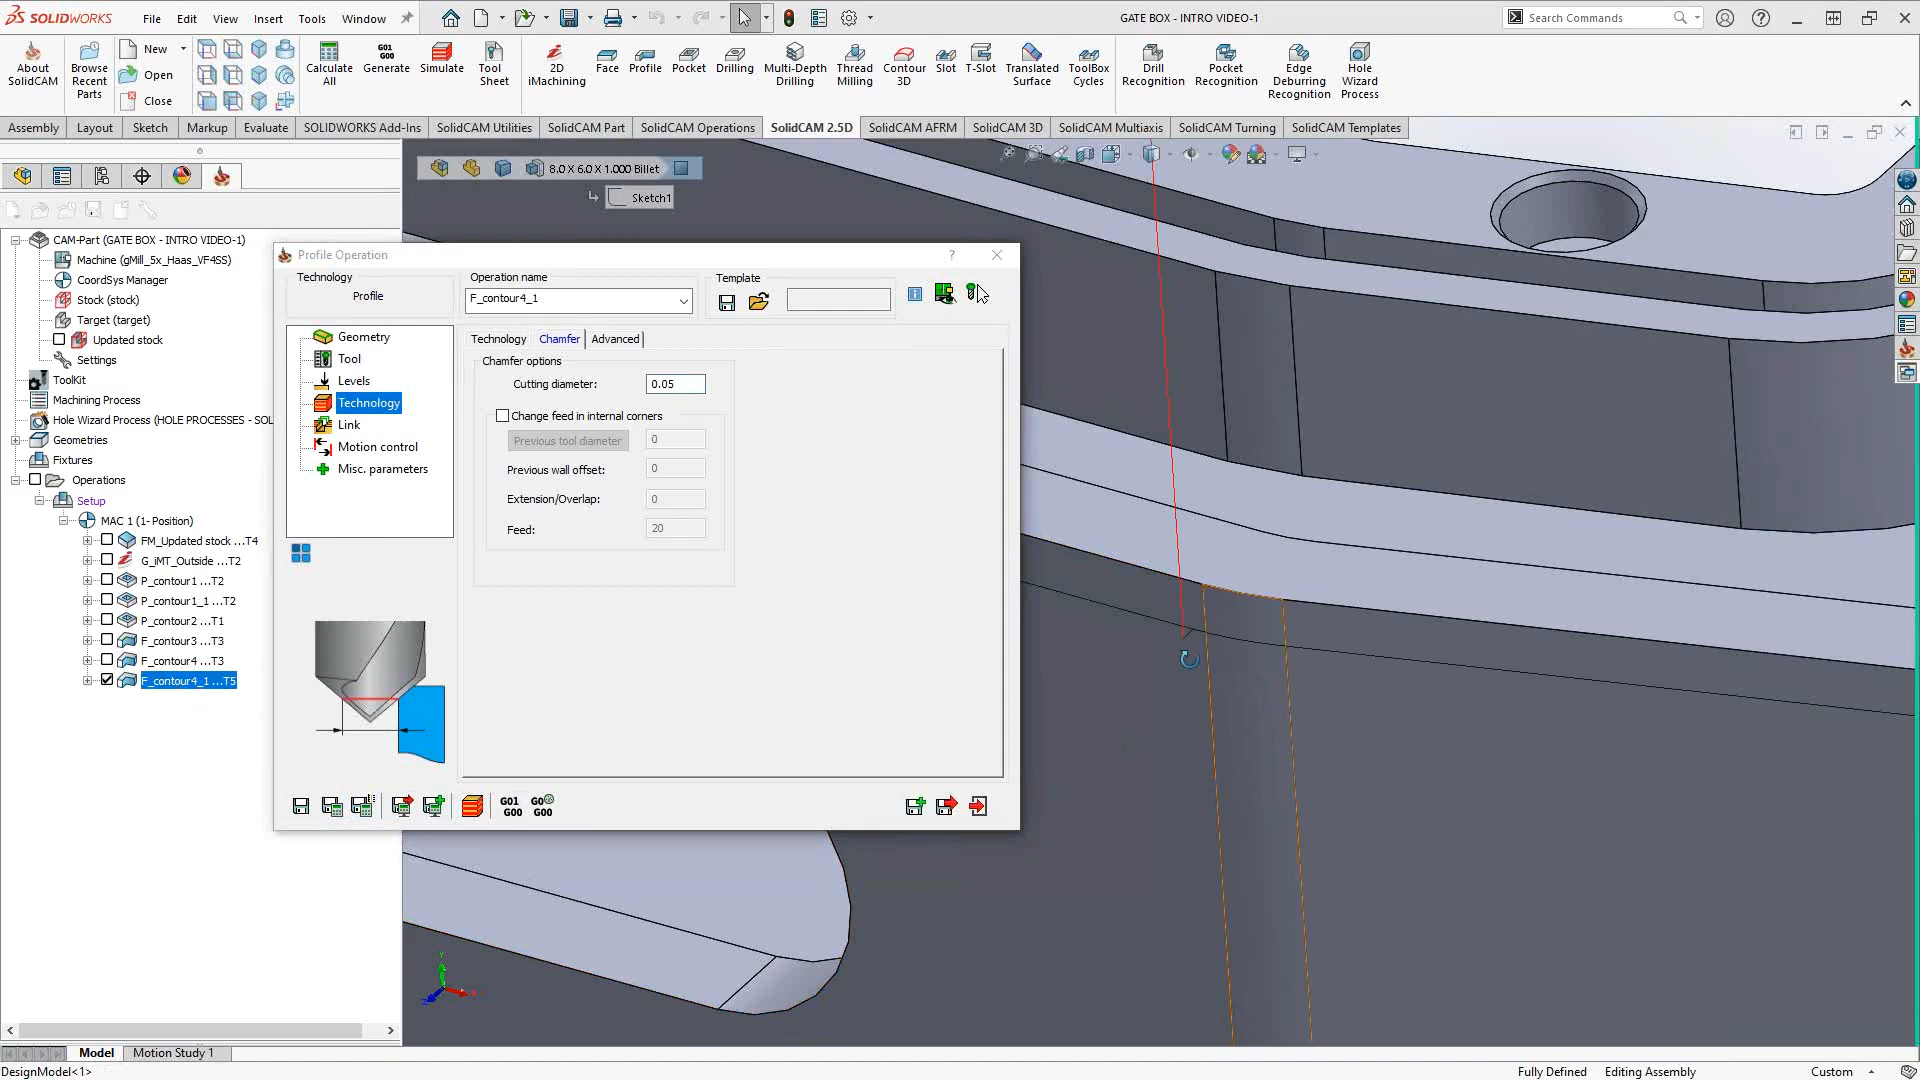 SOLIDWORKS
File
Edit
View
Insert
Tools
Window
GATE BOX - INTRO VIDEO-1
Search Commands
About SolidCAM
Browse Recent Parts
New
Open
Close
Calculate All
G01 G00
Generate
Simulate
Tool Sheet
2D iMachining
Face
Profile
Pocket
Drilling
Multi-Depth Drilling
Thread Milling
Contour 3D
Slot
T-Slot
Translated Surface
ToolBox Cycles
Drill Recognition
Pocket Recognition
Edge Deburring Recognition
Hole Wizard Process
Assembly
Layout
Sketch
Markup
Evaluate
SOLIDWORKS Add-Ins
SolidCAM Utilities
SolidCAM Part
SolidCAM Operations
SolidCAM 2.5D
SolidCAM AFRM
SolidCAM 3D
SolidCAM Multiaxis
SolidCAM Turning
SolidCAM Templates
8.0 X 6.0 X 1.000 Billet
Sketch1
CAM-Part (GATE BOX - INTRO VIDEO-1)
Machine (gMill_5x_Haas_VF4SS)
CoordSys Manager
Stock (stock)
Target (target)
Updated stock
Settings
ToolKit
Machining Process
Hole Wizard Process (HOLE PROCESSES - SOL
Geometries
Fixtures
Operations
Setup
MAC 1 (1- Position)
FM_Updated stock ...T4
G_iMT_Outside ...T2
P_contour1 ...T2
P_contour1_1 ...T2
P_contour2 ...T1
F_contour3 ...T3
F_contour4 ...T3
F_contour4_1 ...T5
Profile Operation
?
Technology
Profile
Operation name
F_contour4_1
Template
Geometry
Tool
Levels
Technology
Link
Motion control
Misc. parameters
Technology
Chamfer
Advanced
Chamfer options
Cutting diameter:
0.05
Change feed in internal corners
Previous tool diameter
0
Previous wall offset:
0
Extension/Overlap:
0
Feed:
20
G01 G00
G0 G00
Model
Motion Study 1
DesignModel<1>
Fully Defined
Editing Assembly
Custom